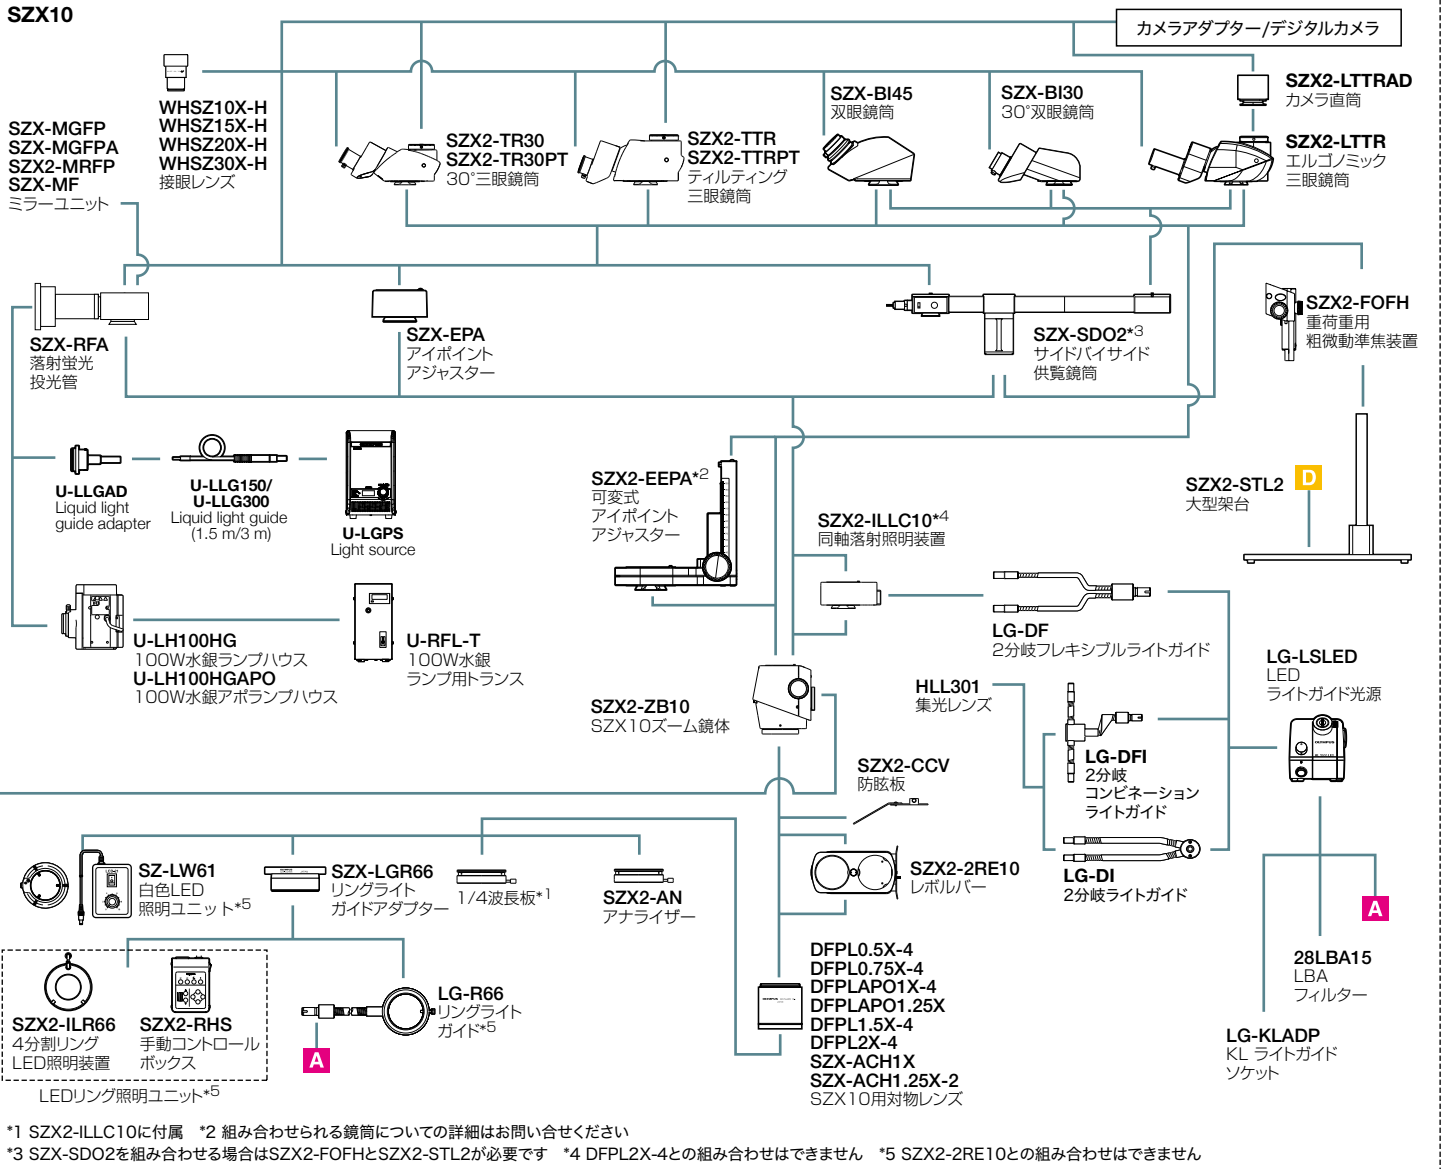 SZX10
カメラアダプター/デジタルカメラ
WHSZ10X-H
WHSZ15X-H
WHSZ20X-H
WHSZ30X-H
接眼レンズ
SZX-MGFP
SZX-MGFPA
SZX2-MRFP
SZX-MF
ミラーユニット
SZX2-TR30
SZX2-TR30PT
30°三眼鏡筒
SZX2-TTR
SZX2-TTRPT
ティルティング
三眼鏡筒
SZX-BI45
双眼鏡筒
SZX-BI30
30°双眼鏡筒
SZX2-LTTRAD
カメラ直筒
SZX2-LTTR
エルゴノミック
三眼鏡筒
SZX-RFA
落射蛍光
投光管
SZX-EPA
アイポイント
アジャスター
SZX-SDO2*3
サイドバイサイド
供覧鏡筒
SZX2-FOFH
重荷重用
粗微動準焦装置
U-LLGAD
Liquid light
guide adapter
U-LLG150/
U-LLG300
Liquid light guide
(1.5 m/3 m)
U-LGPS
Light source
SZX2-EEPA*2
可変式
アイポイント
アジャスター
SZX2-ILLC10*4
同軸落射照明装置
SZX2-STL2
大型架台
D
U-LH100HG
100W水銀ランプハウス
U-LH100HGAPO
100W水銀アポランプハウス
U-RFL-T
100W水銀
ランプ用トランス
LG-DF
2分岐フレキシブルライトガイド
SZX2-ZB10
SZX10ズーム鏡体
HLL301
集光レンズ
LG-LSLED
LED
ライトガイド光源
LG-DFI
2分岐
コンビネーション
ライトガイド
SZX2-CCV
防眩板
SZ-LW61
白色LED
照明ユニット*5
SZX-LGR66
リングライト
ガイドアダプター
1/4波長板*1
SZX2-AN
アナライザー
SZX2-2RE10
レボルバー
LG-DI
2分岐ライトガイド
A
DFPL0.5X-4
DFPL0.75X-4
DFPLAPO1X-4
DFPLAPO1.25X
DFPL1.5X-4
DFPL2X-4
SZX-ACH1X
SZX-ACH1.25X-2
SZX10用対物レンズ
28LBA15
LBA
フィルター
LG-KLADP
KL ライトガイド
ソケット
SZX2-ILR66
4分割リング
LED照明装置
SZX2-RHS
手動コントロール
ボックス
LG-R66
リングライト
ガイド*5
A
LEDリング照明ユニット*5
*1 SZX2-ILLC10に付属 *2 組み合わせられる鏡筒についての詳細はお問い合せください
*3 SZX-SDO2を組み合わせる場合はSZX2-FOFHとSZX2-STL2が必要です *4 DFPL2X-4との組み合わせはできません *5 SZX2-2RE10との組み合わせはできません